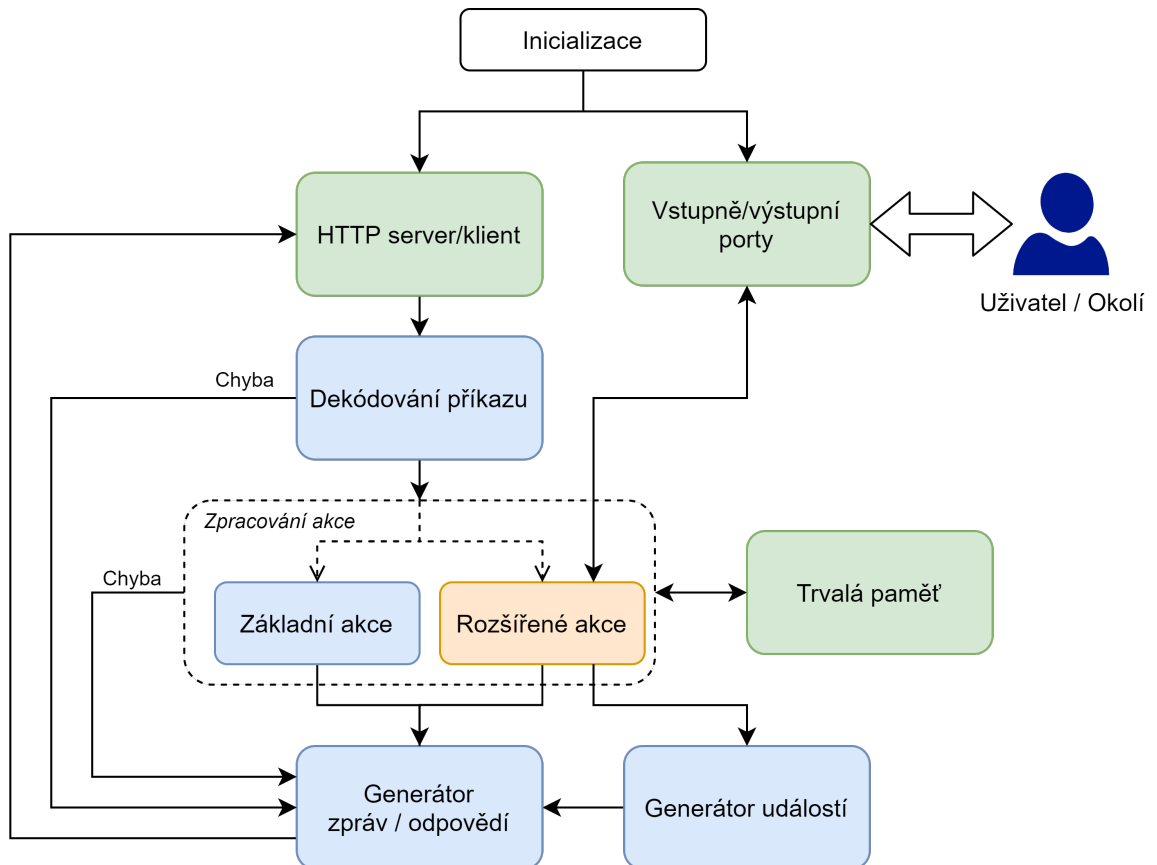 Inicializace
HTTP server/klient
Vstupně/výstupní
porty
Uživatel / Okolí
Chyba
Dekódování příkazu
Zpracování akce
Chyba
Základní akce
Rozšířené akce
Trvalá paměť
Generátor
zpráv / odpovědí
Generátor událostí